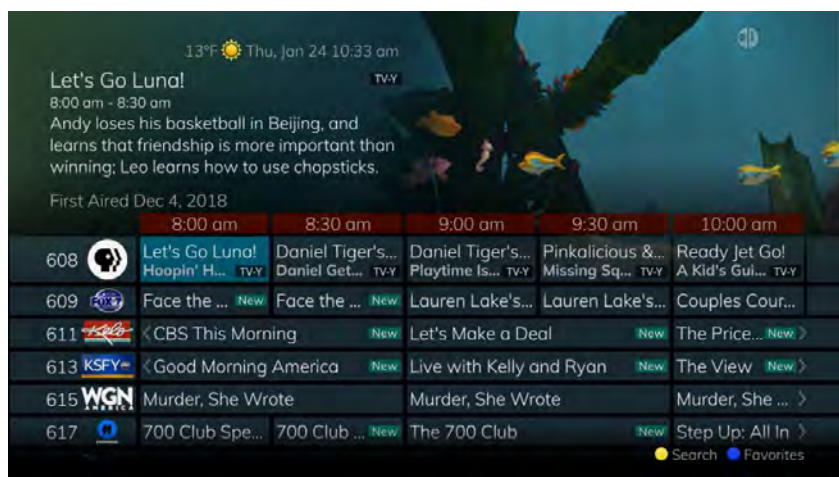 13°F Thu, Jan 24 10:33 am
Let's Go Luna! TV-Y
8:00 am - 8:30 am
Andy loses his basketball in Beijing, and
learns that friendship is more important than
winning; Leo learns how to use chopsticks.
First Aired Dec 4, 2018
8:00 am 8:30 am 9:00 am 9:30 am 10:00 am
608 Let's Go Luna! Daniel Tiger's... Daniel Tiger's... Pinkalicious &... Ready Jet Go!
Hoopin' H... TV-Y Daniel Get... TV-Y Playtime Is... TV-Y Missing Sq... TV-Y A Kid's Gui... TV-Y
609 FOX Face the ... New Face the ... New Lauren Lake's... Lauren Lake's... Couples Cour...
611 Kelo CBS This Morning New Let's Make a Deal New The Price... New
613 KSFY Good Morning America New Live with Kelly and Ryan New The View New
615 WGN AMERICA Murder, She Wrote Murder, She Wrote Murder, She ...
617 700 Club Spe... 700 Club ... New The 700 Club New Step Up: All In
Search Favorites